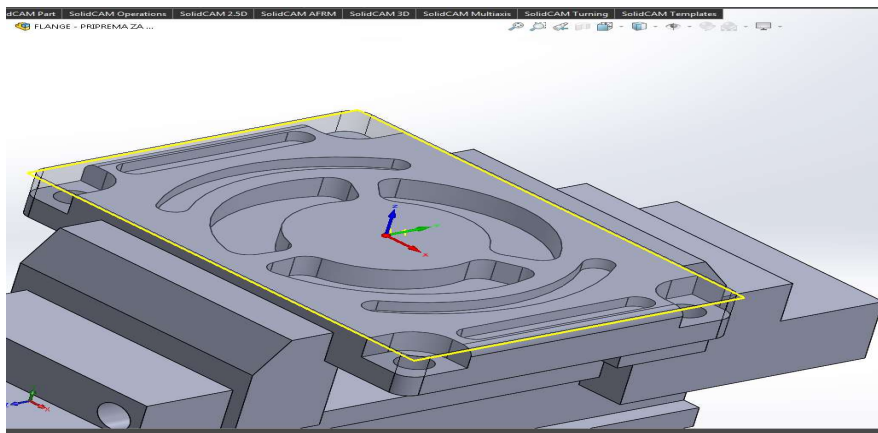 dCAM Part SolidCAM Operations SolidCAM 2.5D SolidCAM AFRM SolidCAM 3D SolidCAM Multiaxis SolidCAM Turning SolidCAM Templates
FLANGE - PRIPREMA ZA ...
Z
X
X